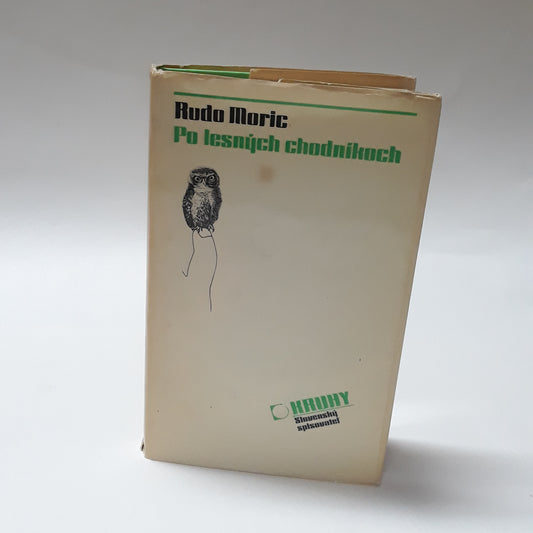 Rudo Moric
Po lesných chodníkoch
KRUHY
Slovenský
spisovateľ